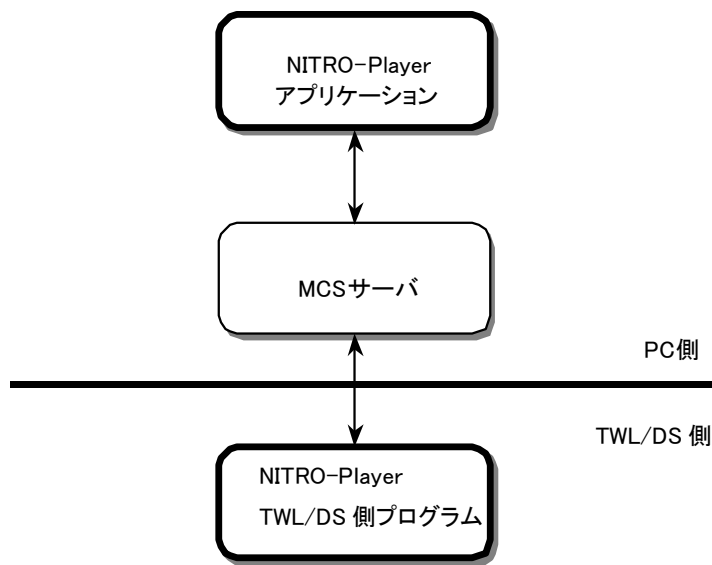 NITRO-Player
アプリケーション
MCSサーバ
PC側
TWL/DS 側
NITRO-Player
TWL/DS 側プログラム